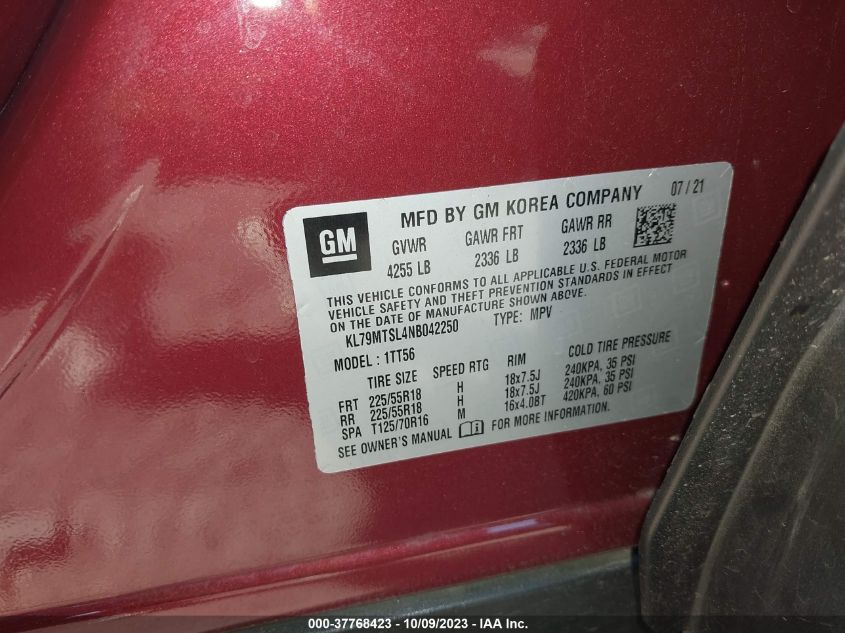 GM
MFD BY GM KOREA COMPANY 07 / 21
GVWR GAWR FRT GAWR RR
4255 LB 2336 LB 2336 LB
THIS VEHICLE CONFORMS TO ALL APPLICABLE U.S. FEDERAL MOTOR
VEHICLE SAFETY AND THEFT PREVENTION STANDARDS IN EFFECT
ON THE DATE OF MANUFACTURE SHOWN ABOVE.
KL79MTSL4NB042250 TYPE: MPV
MODEL : 1TT56
TIRE SIZE SPEED RTG RIM COLD TIRE PRESSURE
FRT 225/55R18 H 18x7.5J 240KPA, 35 PSI
RR 225/55R18 H 18x7.5J 240KPA, 35 PSI
SPA T125/70R16 M 16x4.0BT 420KPA, 60 PSI
SEE OWNER'S MANUAL FOR MORE INFORMATION.
000-37768423 - 10/09/2023 - IAA Inc.